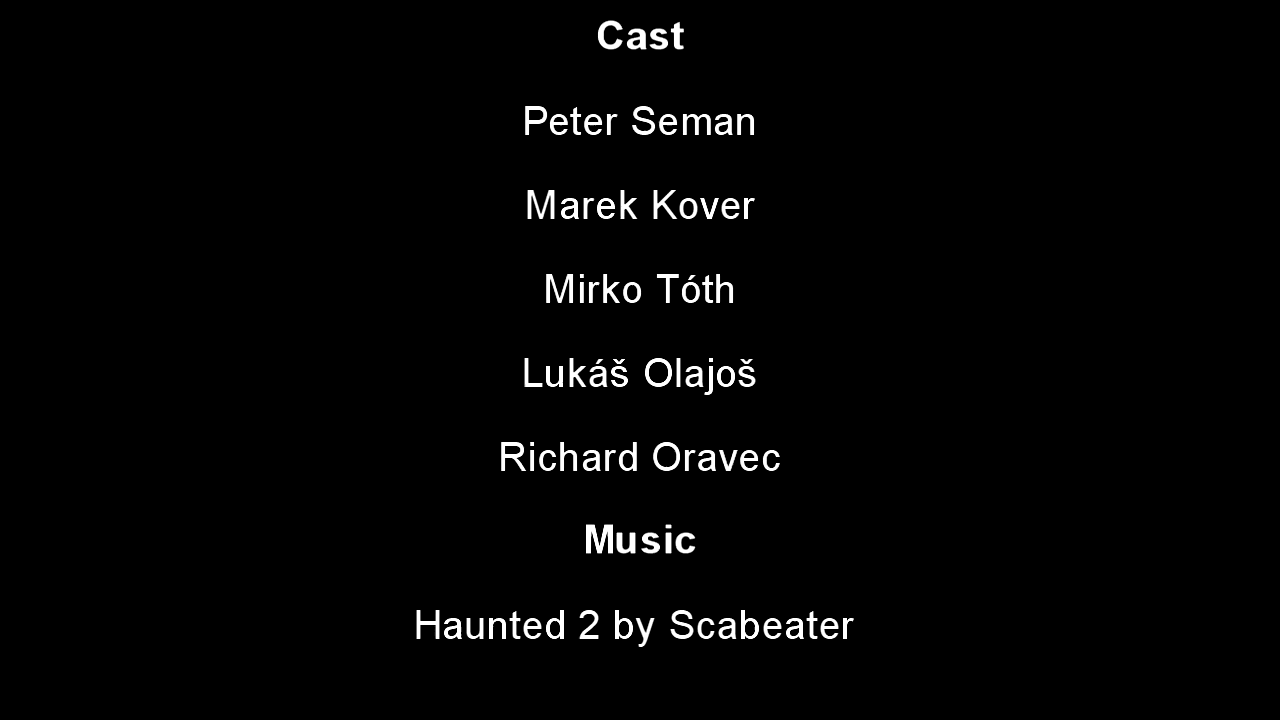 Cast
Peter Seman
Marek Kover
Mirko Tóth
Lukáš Olajoš
Richard Oravec
Music
Haunted 2 by Scabeater